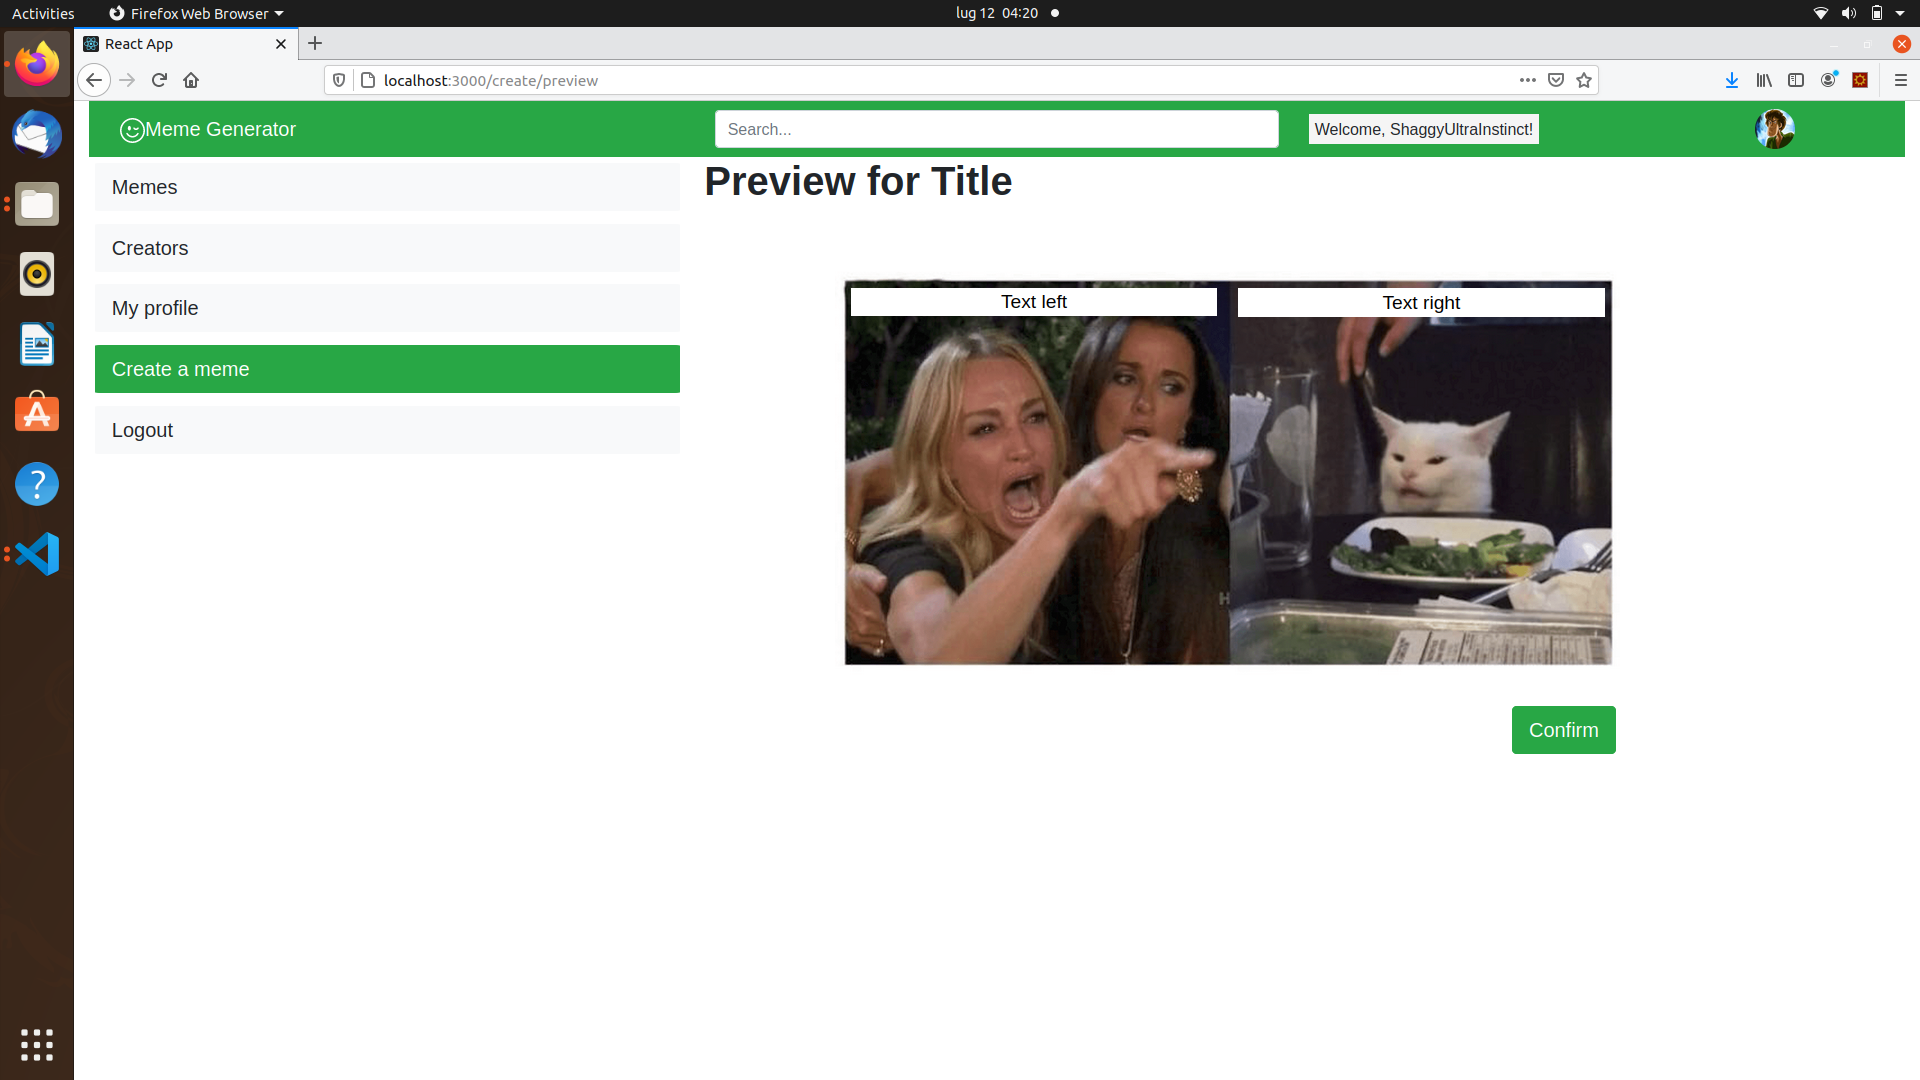 Activities
Firefox Web Browser
lug 12 04:20
React App
localhost:3000/create/preview
Meme Generator
Search...
Welcome, ShaggyUltraInstinct!
Memes
Creators
My profile
Create a meme
Logout
Preview for Title
Text left
Text right
H
Confirm